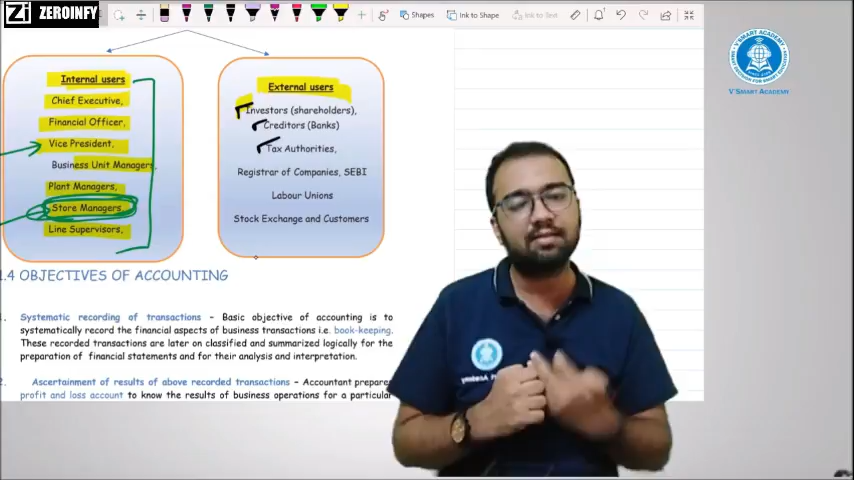 Zi ZEROINFY
Shapes
Ink to Shape
Ink to Text
V'SMART ACADEMY
Internal users
Chief Executive,
Financial Officer,
Vice President,
Business Unit Managers,
Plant Managers,
Store Managers,
Line Supervisors,
External users
Investors (shareholders),
Creditors (Banks)
Tax Authorities,
Registrar of Companies, SEBI
Labour Unions
Stock Exchange and Customers
1.4 OBJECTIVES OF ACCOUNTING
Systematic recording of transactions – Basic objective of accounting is to
systematically record the financial aspects of business transactions i.e. book-keeping.
These recorded transactions are later on classified and summarized logically for the
preparation of financial statements and for their analysis and interpretation.
Ascertainment of results of above recorded transactions – Accountant prepares
profit and loss account to know the results of business operations for a particular